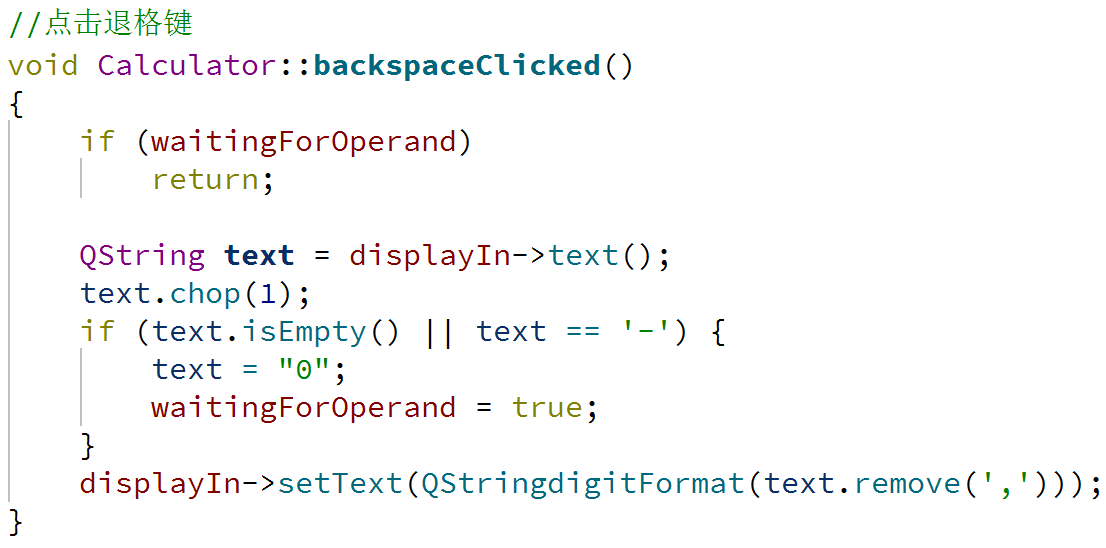 //点击退格键
void Calculator::backspaceClicked()
{
    if (waitingForOperand)
        return;

    QString text = displayIn->text();
    text.chop(1);
    if (text.isEmpty() || text == '-') {
        text = "0";
        waitingForOperand = true;
    }
    displayIn->setText(QStringdigitFormat(text.remove(',')));
}